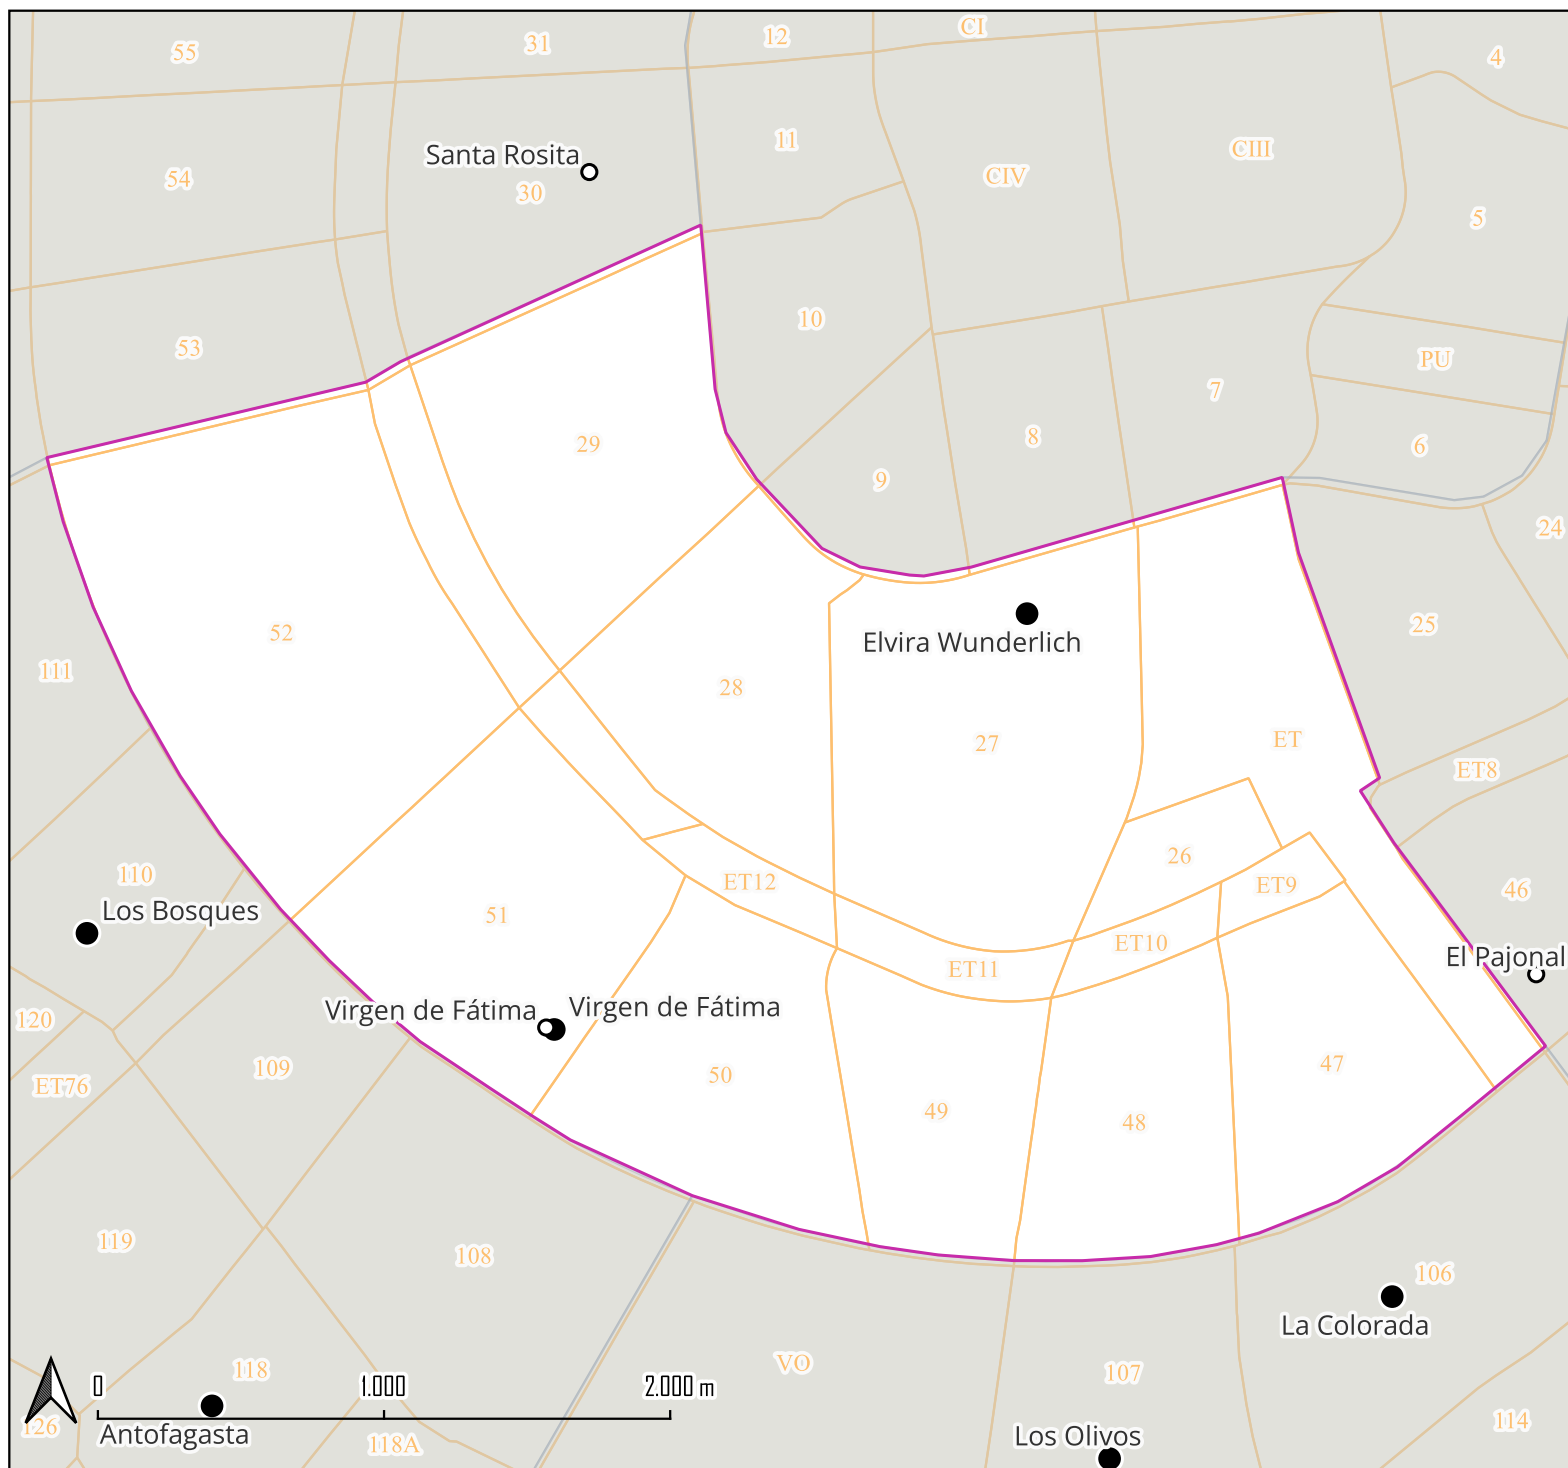 55
31
12
CI
4
Santa Rosita
11
CIII
54
30
CIV
5
10
53
PU
7
29
8
6
9
24
52
Elvira Wunderlich
25
111
28
27
ET
ET8
26
110
ET12
ET9
46
Los Bosques
51
ET10
El Pajonal
ET11
Virgen de Fátima
Virgen de Fátima
120
109
ET76
50
47
49
48
119
108
106
La Colorada
VO
107
118
0
1.000
2.000 m
126
Antofagasta
118A
Los Olivos
114